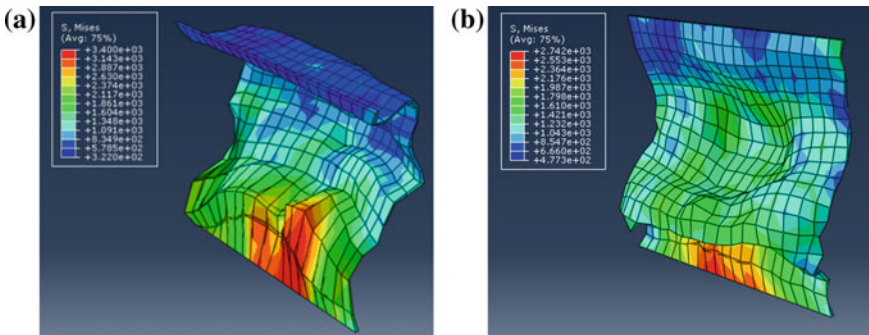 (a)
S, Mises
(Avg: 75%)
+3.400e+03
+3.143e+03
+2.887e+03
+2.630e+03
+2.374e+03
+2.117e+03
+1.861e+03
+1.604e+03
+1.348e+03
+1.091e+03
+8.349e+02
+5.785e+02
+3.220e+02
(b)
S, Mises
(Avg: 75%)
+2.742e+03
+2.553e+03
+2.364e+03
+2.176e+03
+1.987e+03
+1.798e+03
+1.610e+03
+1.421e+03
+1.232e+03
+1.043e+03
+8.547e+02
+6.660e+02
+4.773e+02